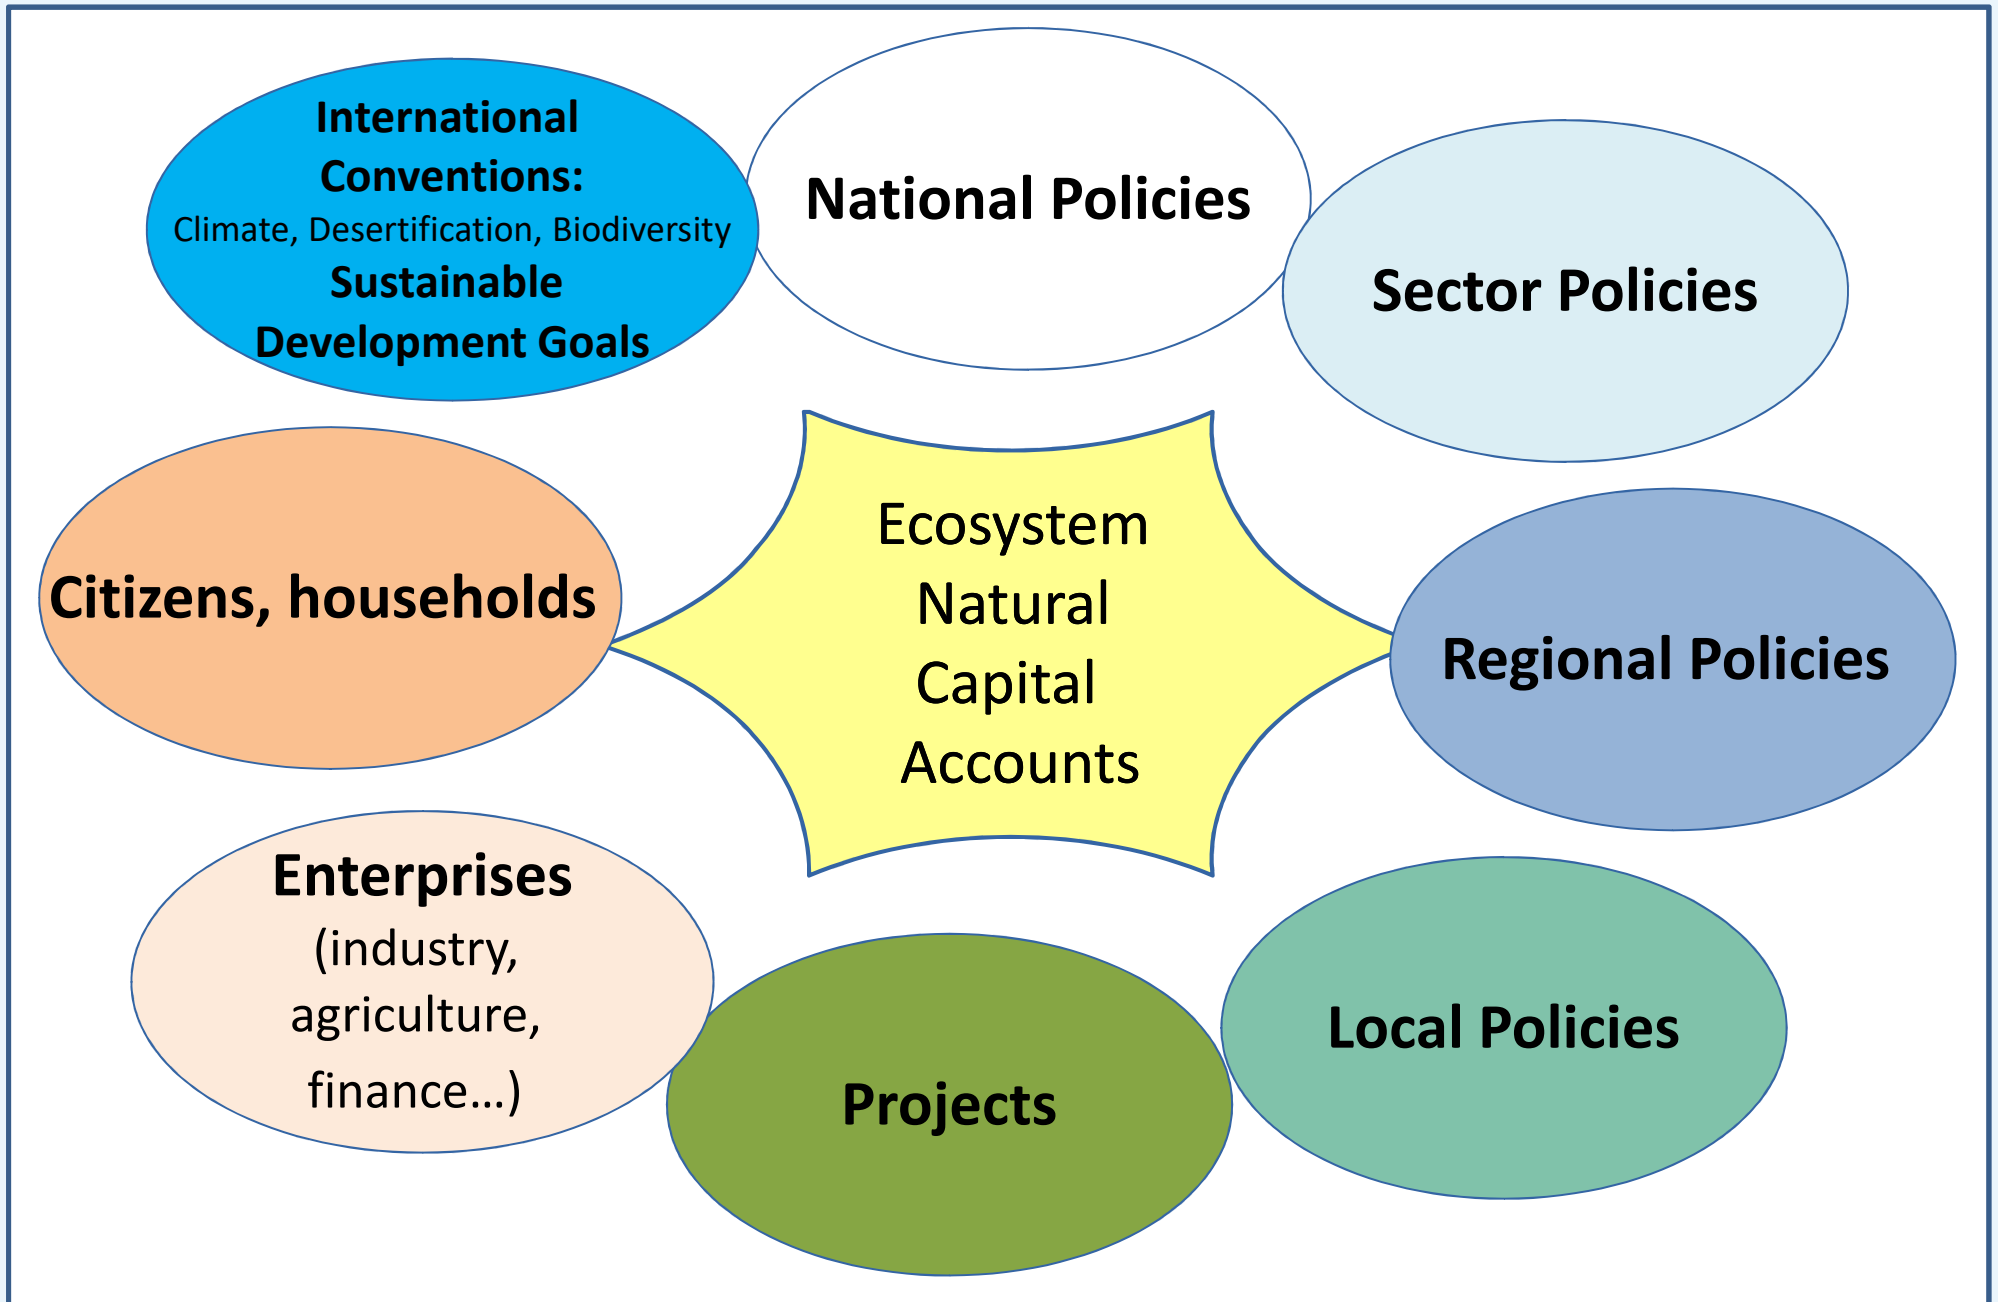 International
Conventions:
Climate, Desertification, Biodiversity
Sustainable
Development Goals
National Policies
Sector Policies
Citizens, households
Ecosystem
Natural
Capital
Accounts
Regional Policies
Enterprises
(industry,
agriculture,
finance...)
Projects
Local Policies